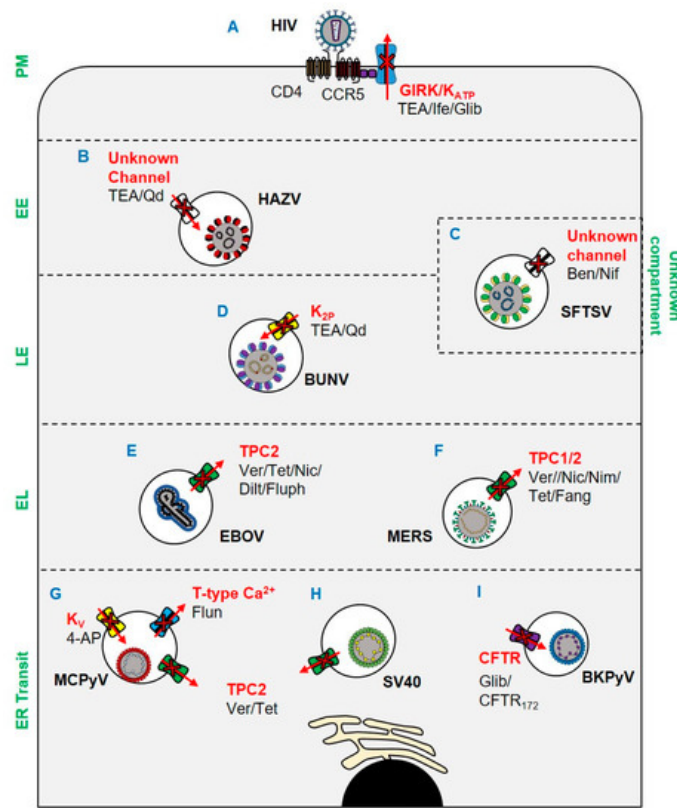 A
HIV
PM
CD4
CCR5
GIRK/K_ATP
TEA/Ife/Glib
B
Unknown
Channel
TEA/Qd
HAZV
EE
C
Unknown
channel
Ben/Nif
SFTSV
Unknown
compartment
D
K2P
TEA/Qd
BUNV
LE
E
TPC2
Ver/Tet/Nic/
Dilt/Fluph
EBOV
F
TPC1/2
Ver//Nic/Nim/
Tet/Fang
MERS
EL
G
T-type Ca²⁺
Flun
Kv
4-AP
MCPyV
TPC2
Ver/Tet
H
SV40
I
CFTR
Glib/
CFTR₁₇₂
BKPyV
ER Transit